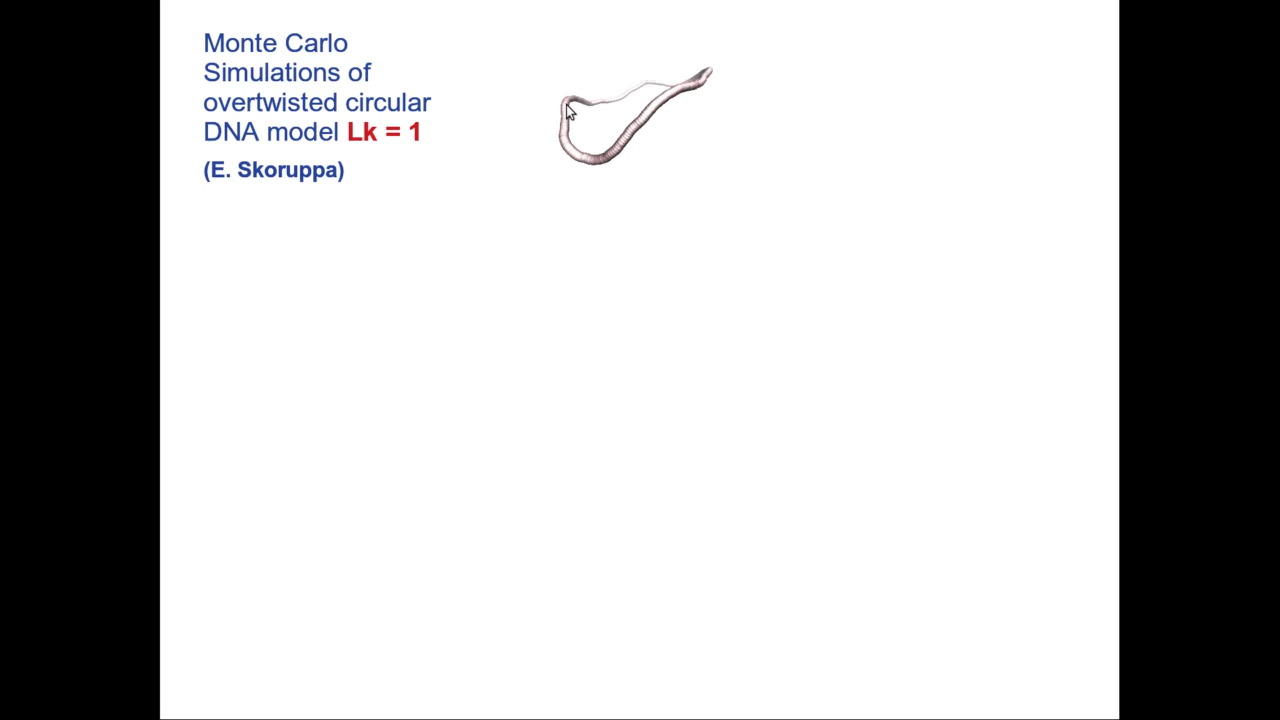 Monte Carlo
Simulations of
overtwisted circular
DNA model Lk = 1
(E. Skoruppa)